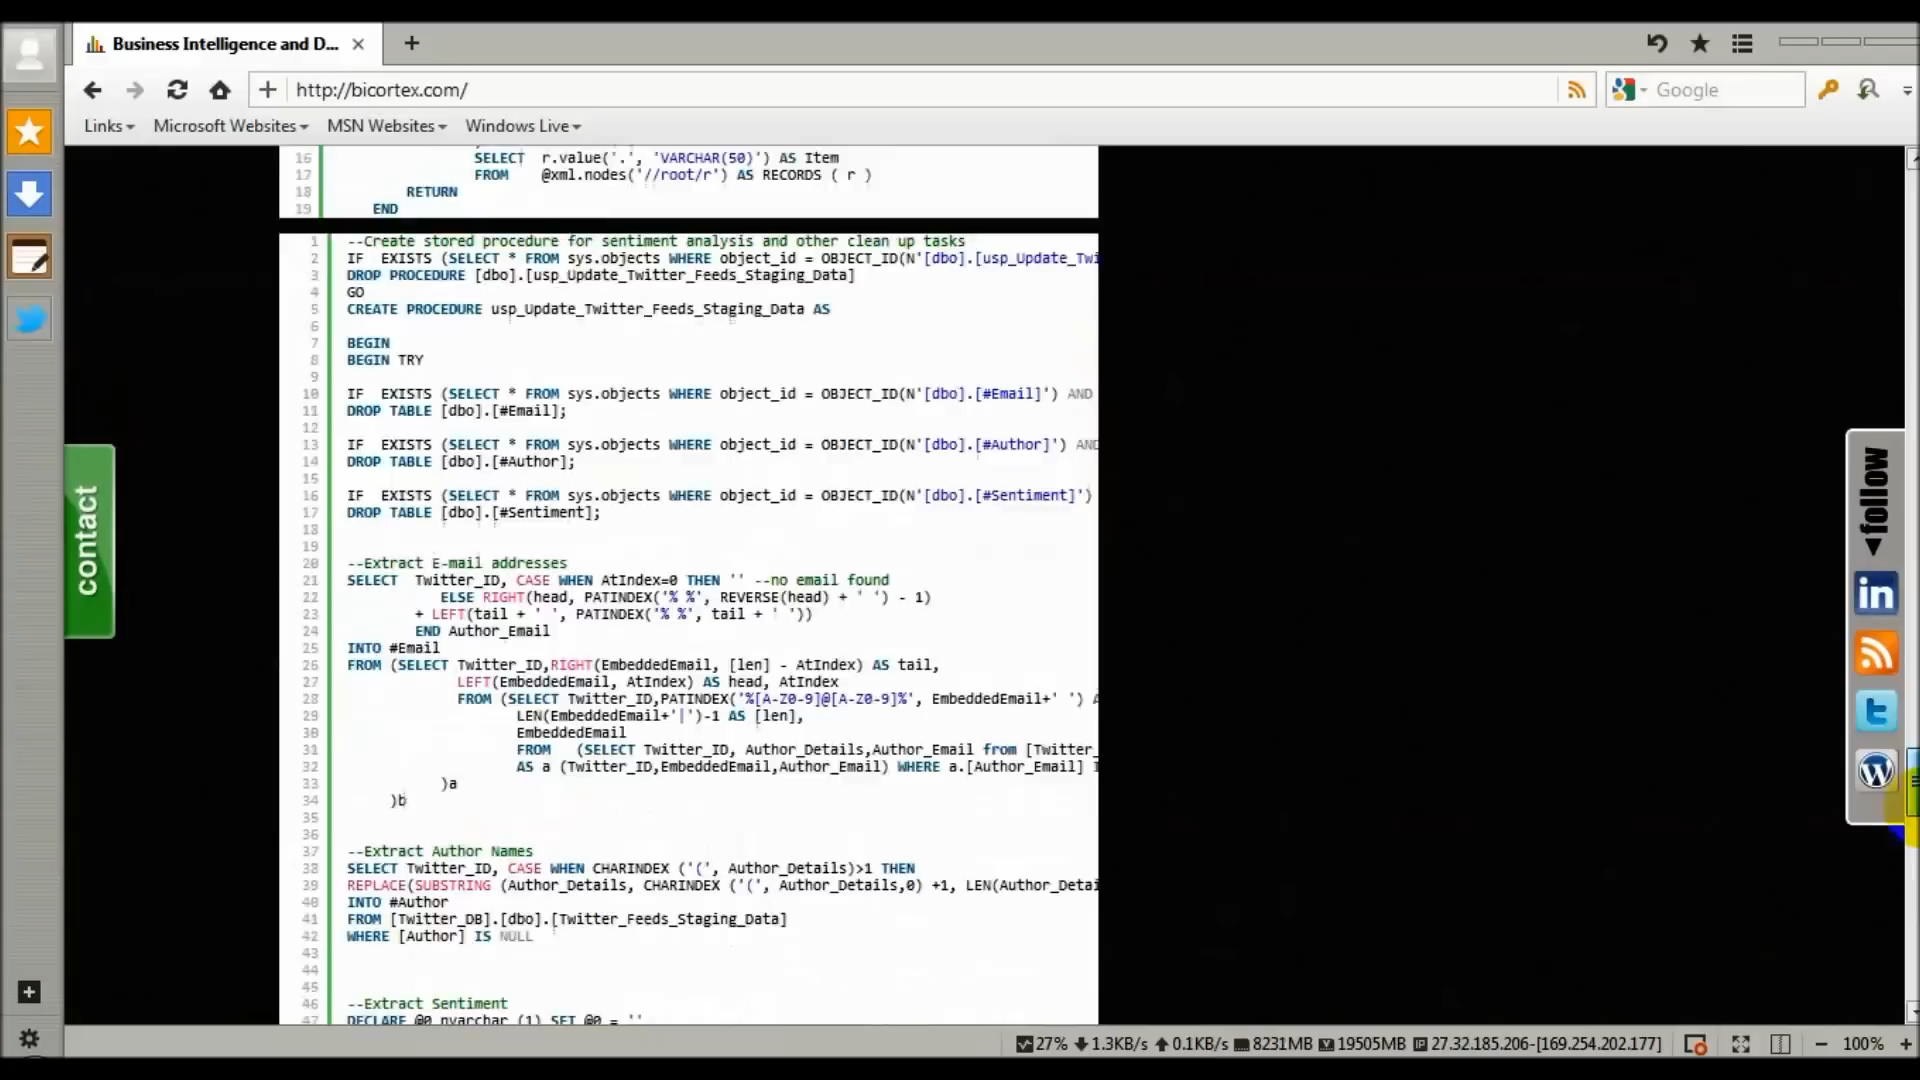 Business Intelligence and D...
http://bicortex.com/
Google
Links
Microsoft Websites
MSN Websites
Windows Live
16 SELECT r.value('.', 'VARCHAR(50)') AS Item
17 FROM @xml.nodes('//root/r') AS RECORDS ( r )
18 RETURN
19 END
1 --Create stored procedure for sentiment analysis and other clean up tasks
2 IF EXISTS (SELECT * FROM sys.objects WHERE object_id = OBJECT_ID(N'[dbo].[usp_Update_Twi
3 DROP PROCEDURE [dbo].[usp_Update_Twitter_Feeds_Staging_Data]
4 GO
5 CREATE PROCEDURE usp_Update_Twitter_Feeds_Staging_Data AS
6
7 BEGIN
8 BEGIN TRY
9
10 IF EXISTS (SELECT * FROM sys.objects WHERE object_id = OBJECT_ID(N'[dbo].[#Email]') AND
11 DROP TABLE [dbo].[#Email];
12
13 IF EXISTS (SELECT * FROM sys.objects WHERE object_id = OBJECT_ID(N'[dbo].[#Author]') AND
14 DROP TABLE [dbo].[#Author];
15
16 IF EXISTS (SELECT * FROM sys.objects WHERE object_id = OBJECT_ID(N'[dbo].[#Sentiment]')
17 DROP TABLE [dbo].[#Sentiment];
18
19
20 --Extract E-mail addresses
21 SELECT Twitter_ID, CASE WHEN AtIndex=0 THEN '' --no email found
22 ELSE RIGHT(head, PATINDEX('% %', REVERSE(head) + ' ') - 1)
23 + LEFT(tail + ' ', PATINDEX('% %', tail + ' '))
24 END Author_Email
25 INTO #Email
26 FROM (SELECT Twitter_ID,RIGHT(EmbeddedEmail, [len] - AtIndex) AS tail,
27 LEFT(EmbeddedEmail, AtIndex) AS head, AtIndex
28 FROM (SELECT Twitter_ID,PATINDEX('%[A-Z0-9]@[A-Z0-9]%', EmbeddedEmail+' ') A
29 LEN(EmbeddedEmail+'|')-1 AS [len],
30 EmbeddedEmail
31 FROM (SELECT Twitter_ID, Author_Details,Author_Email from [Twitter_
32 AS a (Twitter_ID,EmbeddedEmail,Author_Email) WHERE a.[Author_Email] I
33 )a
34 )b
35
36
37 --Extract Author Names
38 SELECT Twitter_ID, CASE WHEN CHARINDEX ('(', Author_Details)>1 THEN
39 REPLACE(SUBSTRING (Author_Details, CHARINDEX ('(', Author_Details,0) +1, LEN(Author_Detai
40 INTO #Author
41 FROM [Twitter_DB].[dbo].[Twitter_Feeds_Staging_Data]
42 WHERE [Author] IS NULL
43
44
45
46 --Extract Sentiment
47 DECLARE @0 nvarchar (1) SET @0 = ''
contact
follow
in
27% 1.3KB/s 0.1KB/s 8231MB 19505MB 27.32.185.206-[169.254.202.177] 100%